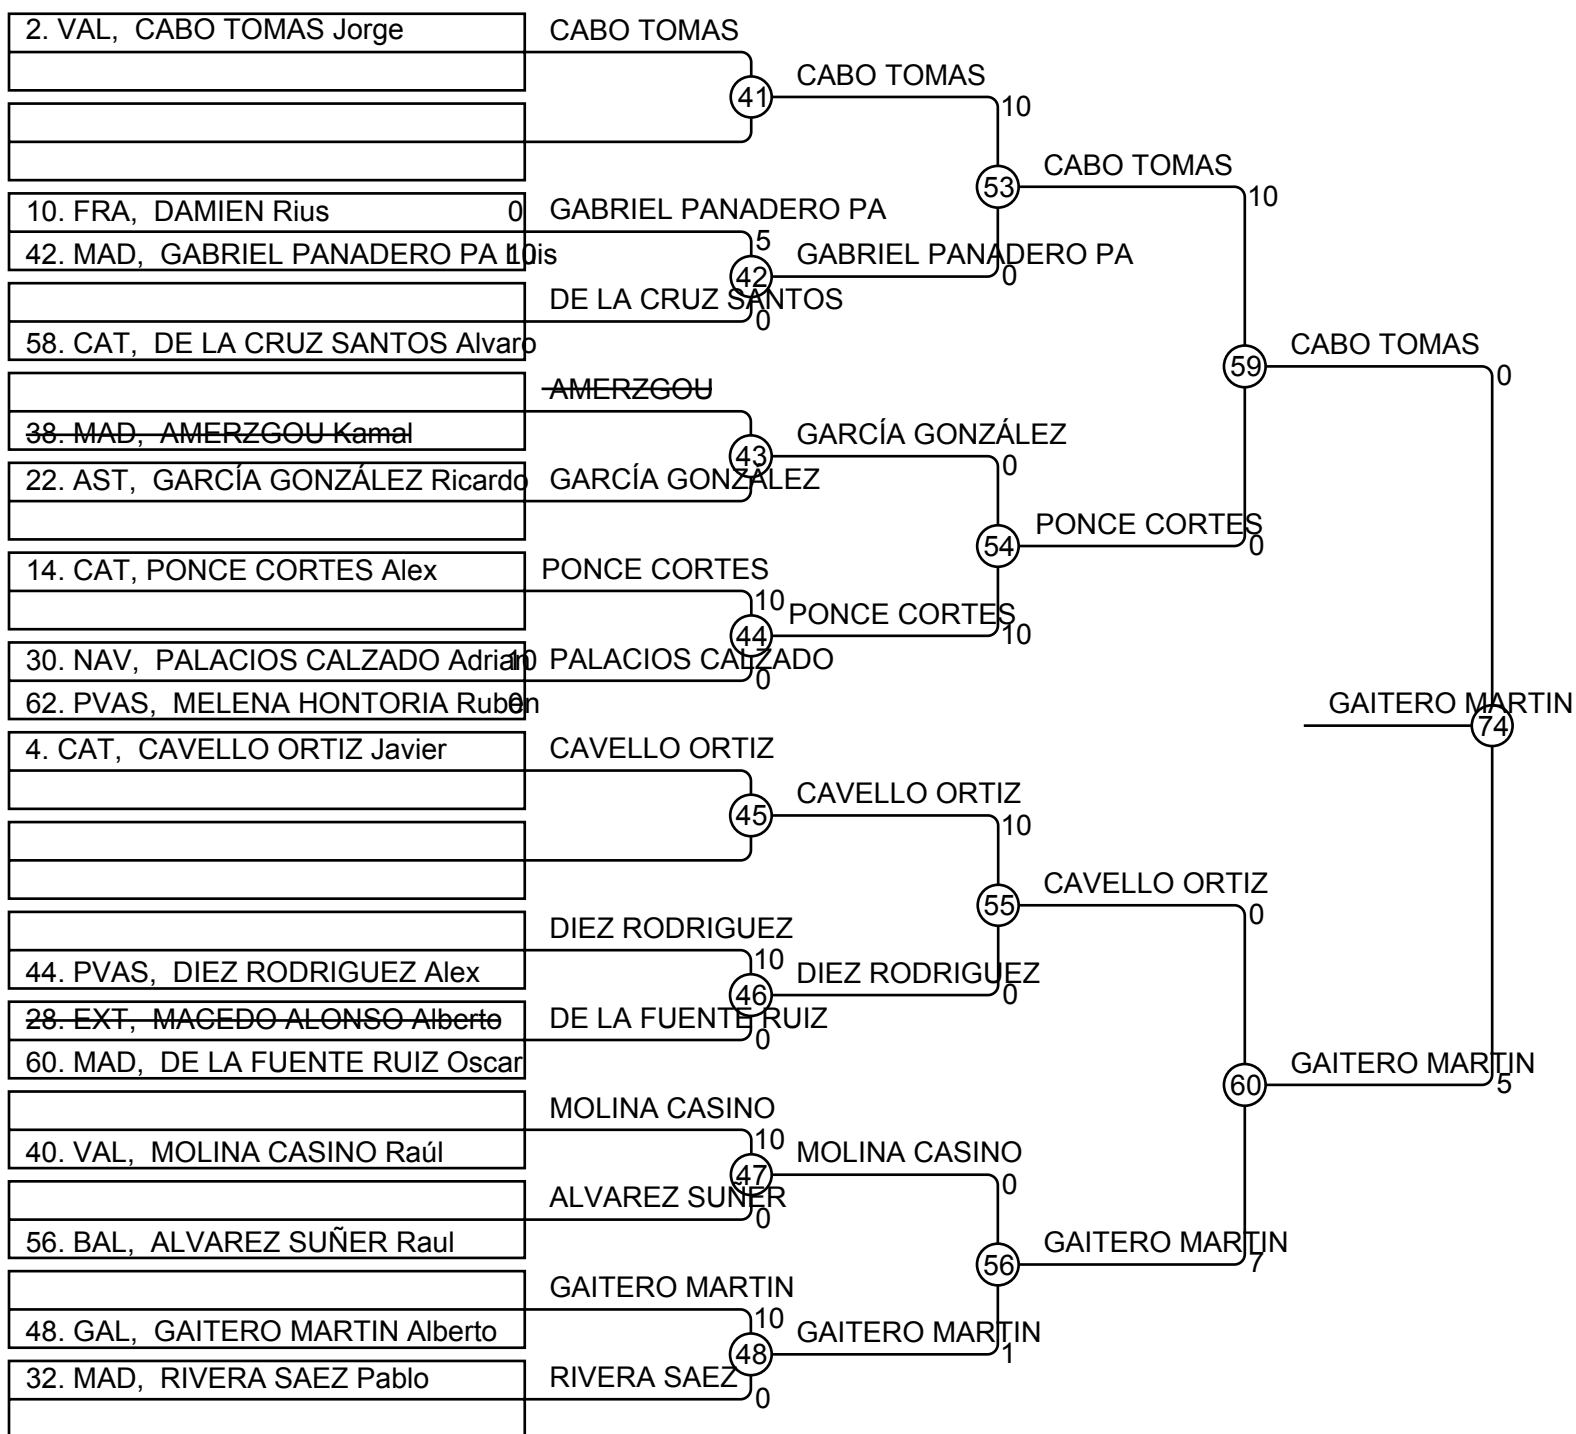 2. VAL, CABO TOMAS Jorge
CABO TOMAS
CABO TOMAS
41
10
CABO TOMAS
53
10
10. FRA, DAMIEN Rius 0
GABRIEL PANADERO PA
5
42. MAD, GABRIEL PANADERO PA Luis 10
GABRIEL PANADERO PA
42
0
DE LA CRUZ SANTOS
0
58. CAT, DE LA CRUZ SANTOS Alvaro
CABO TOMAS
59
0
AMERZGOU
38. MAD, AMERZGOU Kamal
GARCÍA GONZÁLEZ
43
0
22. AST, GARCÍA GONZÁLEZ Ricardo
GARCÍA GONZÁLEZ
PONCE CORTES
54
0
14. CAT, PONCE CORTES Alex
PONCE CORTES
10
PONCE CORTES
44
10
30. NAV, PALACIOS CALZADO Adrian 10
PALACIOS CALZADO
0
62. PVAS, MELENA HONTORIA Ruben 0
GAITERO MARTIN
74
4. CAT, CAVELLO ORTIZ Javier
CAVELLO ORTIZ
CAVELLO ORTIZ
45
10
CAVELLO ORTIZ
55
0
DIEZ RODRIGUEZ
10
44. PVAS, DIEZ RODRIGUEZ Alex
DIEZ RODRIGUEZ
46
0
28. EXT, MACEDO ALONSO Alberto
DE LA FUENTE RUIZ
0
60. MAD, DE LA FUENTE RUIZ Oscar
GAITERO MARTIN
60
5
MOLINA CASINO
10
40. VAL, MOLINA CASINO Raúl
MOLINA CASINO
47
0
ALVAREZ SUÑER
0
56. BAL, ALVAREZ SUÑER Raul
GAITERO MARTIN
56
7
GAITERO MARTIN
10
48. GAL, GAITERO MARTIN Alberto
GAITERO MARTIN
48
1
32. MAD, RIVERA SAEZ Pablo
RIVERA SAEZ
0